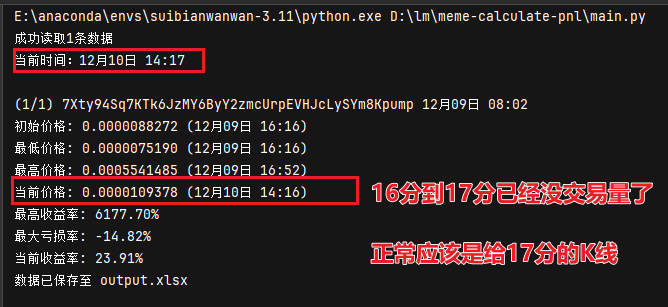 E:\anaconda\envs\suibianwanwan-3.11\python.exe D:\lm\meme-calculate-pnl\main.py
成功读取1条数据
当前时间：12月10日 14:17
(1/1) 7Xty94Sq7KTk6JzMY6ByY2zmcUrpEVHJcLySYm8Kpump 12月09日 08:02
初始价格: 0.0000088272 (12月09日 16:16)
最低价格: 0.0000075190 (12月09日 16:16)
最高价格: 0.0005541485 (12月09日 16:52)
当前价格: 0.0000109378 (12月10日 14:16)
16分到17分已经没交易量了
最高收益率: 6177.70%
最大亏损率: -14.82%
正常应该是给17分的K线
当前收益率: 23.91%
数据已保存至 output.xlsx